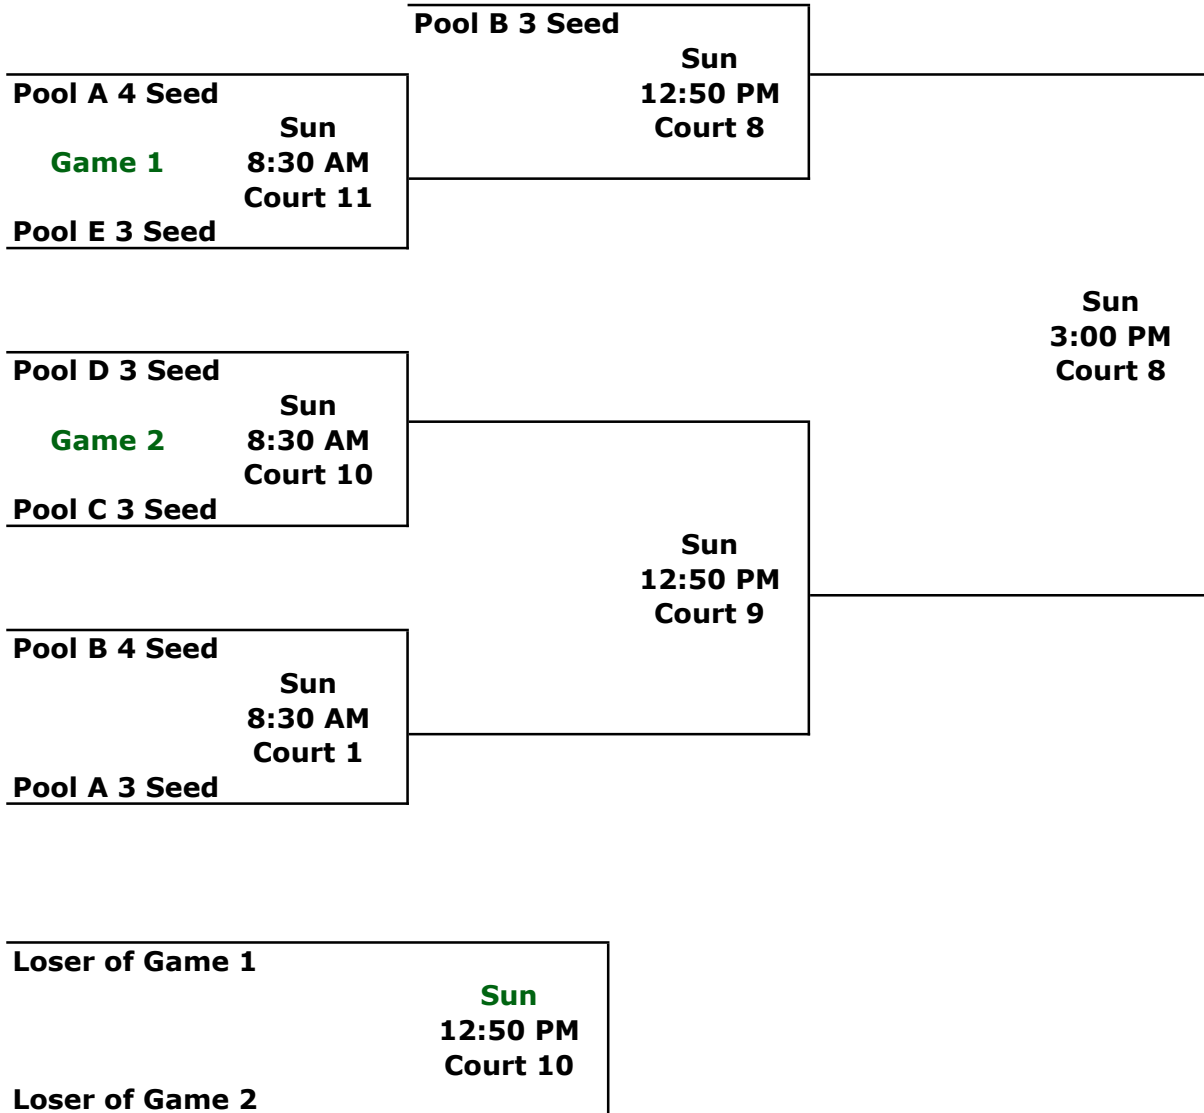 Pool B 3 Seed
Sun
12:50 PM
Court 8
Pool A 4 Seed
Sun
Game 1 8:30 AM
Court 11
Pool E 3 Seed
Sun
3:00 PM
Court 8
Pool D 3 Seed
Sun
Game 2 8:30 AM
Court 10
Pool C 3 Seed
Sun
12:50 PM
Court 9
Pool B 4 Seed
Sun
8:30 AM
Court 1
Pool A 3 Seed
Loser of Game 1
Sun
12:50 PM
Court 10
Loser of Game 2